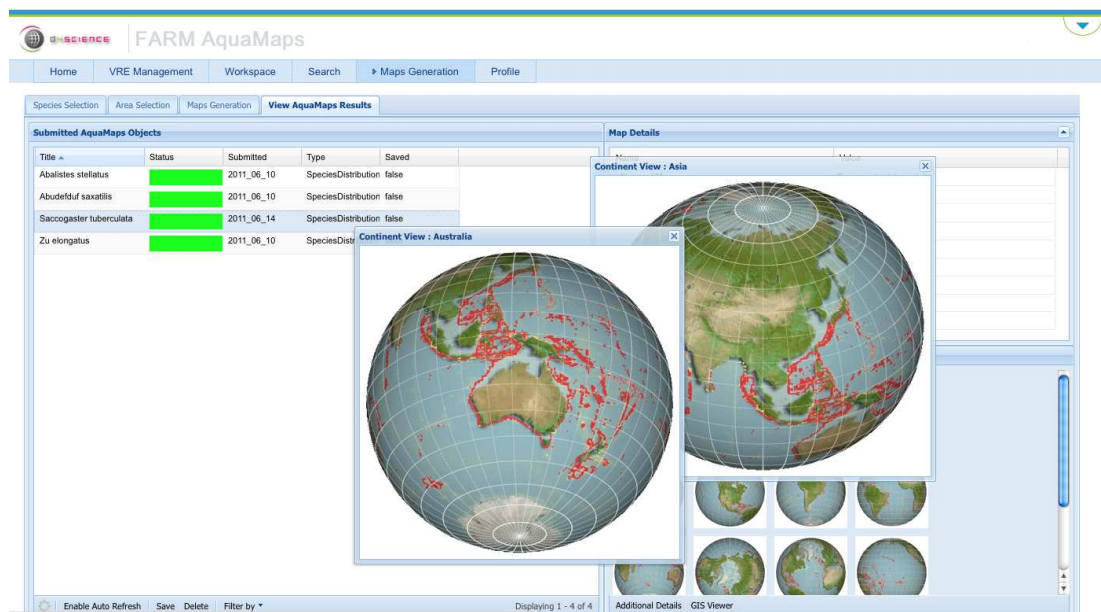 D4SCIENCE FARM AquaMaps
Home VRE Management Workspace Search Maps Generation Profile
Species Selection Area Selection Maps Generation View AquaMaps Results
Submitted AquaMaps Objects
Map Details
Title Status Submitted Type Saved
Name Value
Abalistes stellatus 2011_06_10 SpeciesDistribution false
Continent View : Asia
Abudefduf saxatilis 2011_06_10 SpeciesDistribution false
Saccogaster tuberculata 2011_06_14 SpeciesDistribution false
Zu elongatus 2011_06_10 SpeciesDistr
Continent View : Australia
Enable Auto Refresh Save Delete Filter by Displaying 1 - 4 of 4
Additional Details GIS Viewer